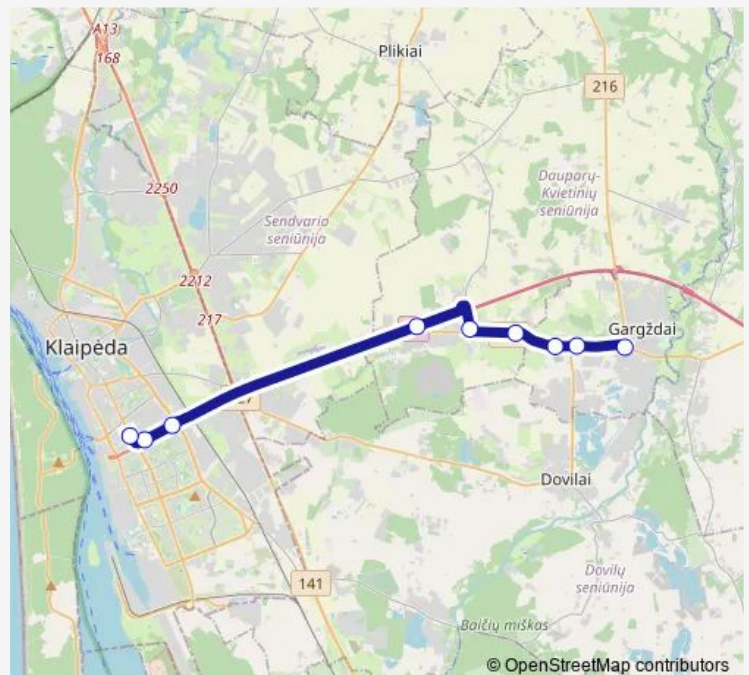 A13
168
Plikiai
216
Dauparų-
Kvietinių
seniūnija
2250
Sendvario
seniūnija
2212
217
Gargždai
Klaipėda
Dovilai
141
Dovilų
seniūnija
Baičių miškas
© OpenStreetMap contributors